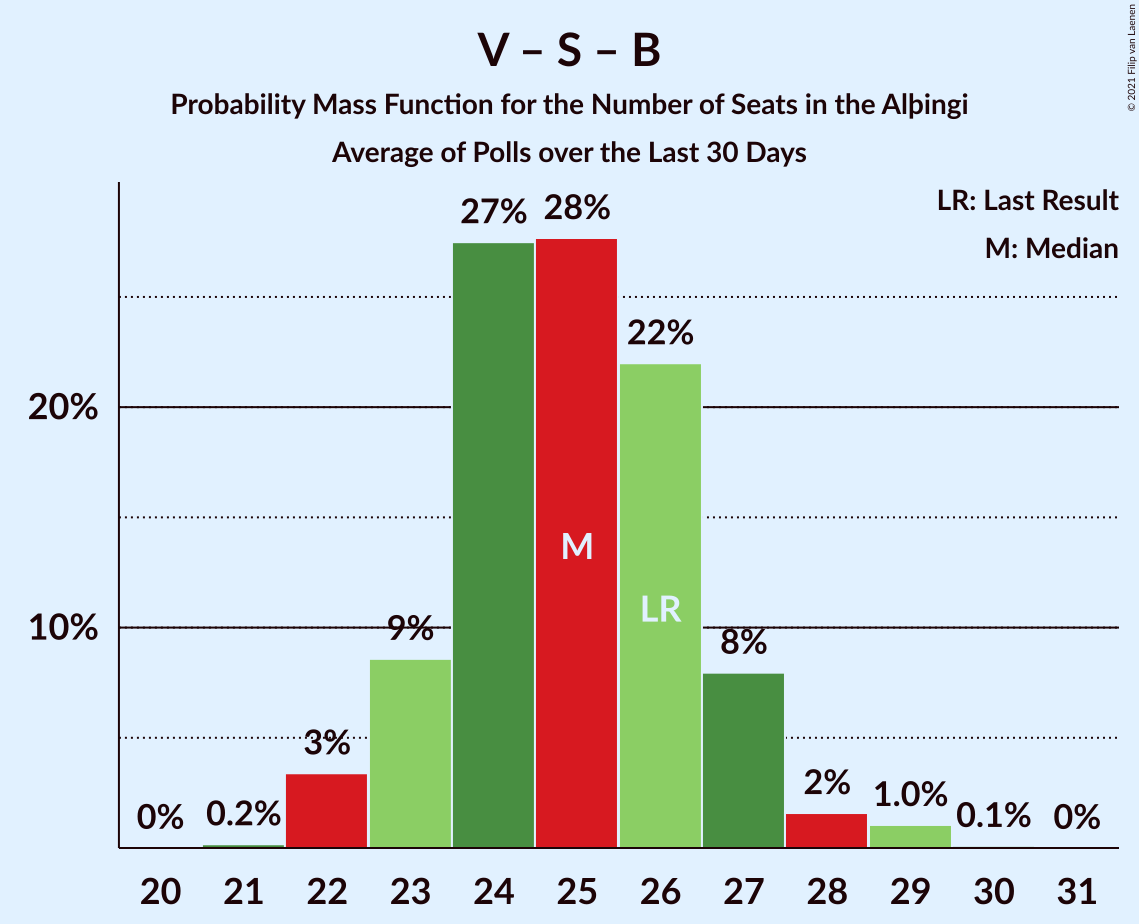 V – S – B
Probability Mass Function for the Number of Seats in the Alþingi
Average of Polls over the Last 30 Days
© 2021 Filip van Laenen
LR: Last Result
M: Median
27%
28%
22%
20%
M
LR
10%
9%
8%
3%
2%
1.0%
0%
0.2%
0.1%
0%
20 21 22 23 24 25 26 27 28 29 30 31